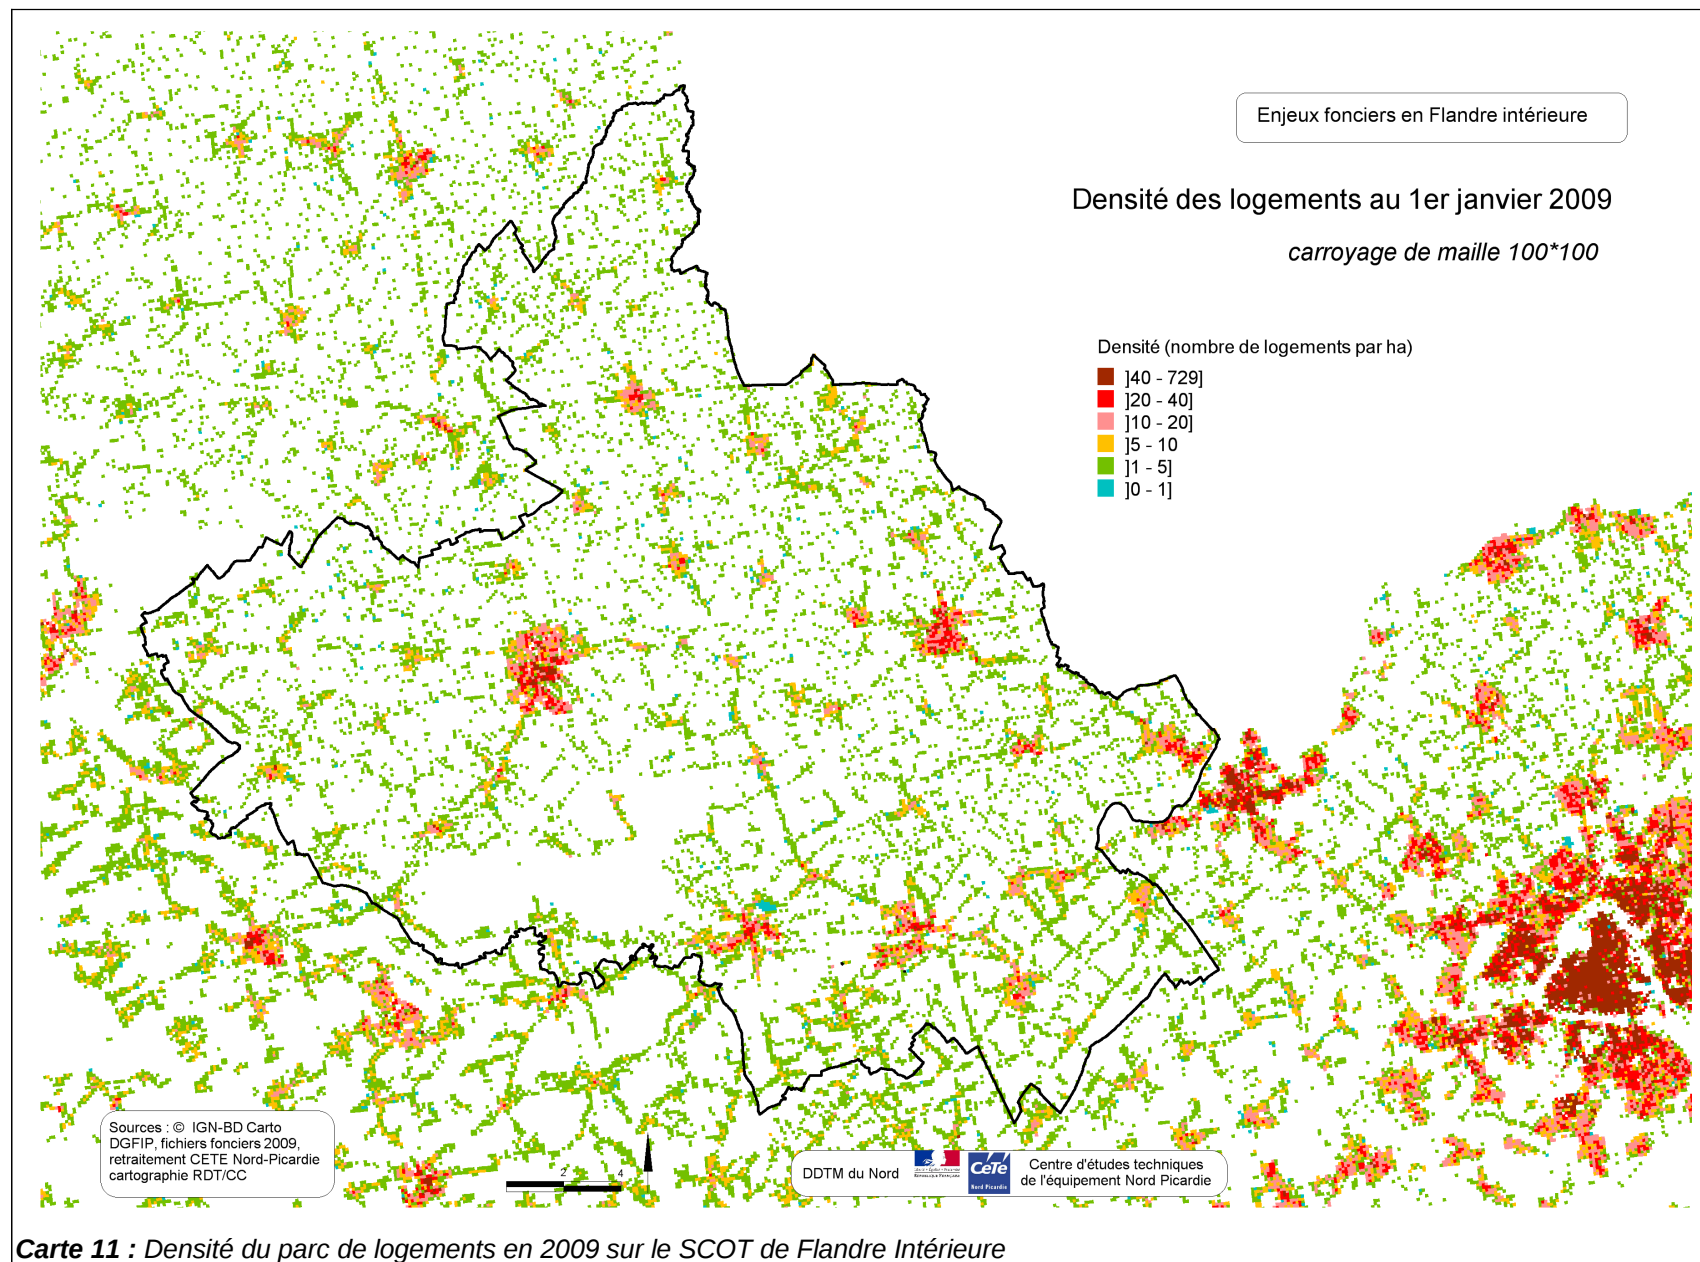 Enjeux fonciers en Flandre intérieure
Densité des logements au 1er janvier 2009
carroyage de maille 100*100
Densité (nombre de logements par ha)
]40 - 729]
]20 - 40]
]10 - 20]
]5 - 10
]1 - 5]
]0 - 1]
Sources : © IGN-BD Carto
DGFIP, fichiers fonciers 2009,
retraitement CETE Nord-Picardie
cartographie RDT/CC
2 4
DDTM du Nord
CeTe
Nord Picardie
Centre d'études techniques
de l'équipement Nord Picardie
Carte 11 : Densité du parc de logements en 2009 sur le SCOT de Flandre Intérieure